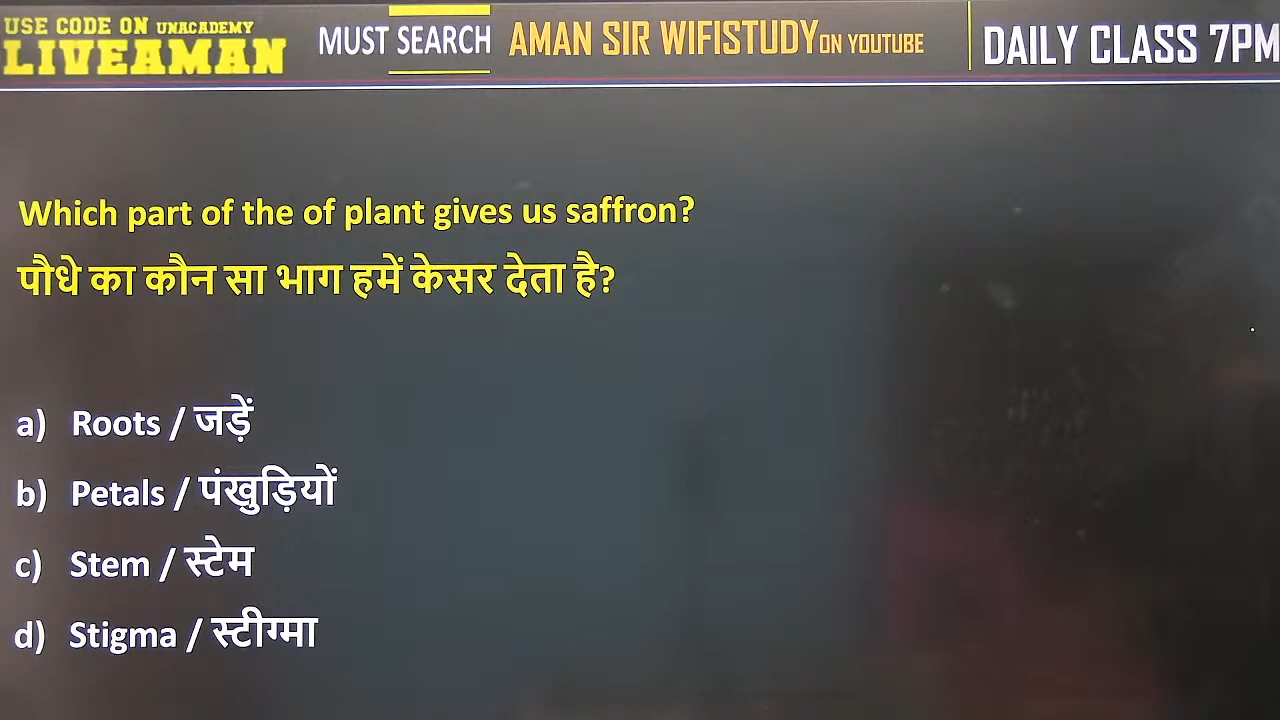 USE CODE ON UNACADEMY
LIVEAMAN
MUST SEARCH AMAN SIR WIFISTUDY ON YOUTUBE
DAILY CLASS 7PM
Which part of the of plant gives us saffron?
पौधे का कौन सा भाग हमें केसर देता है?
a) Roots / जड़ें
b) Petals / पंखुड़ियों
c) Stem / स्टेम
d) Stigma / स्टीग्मा